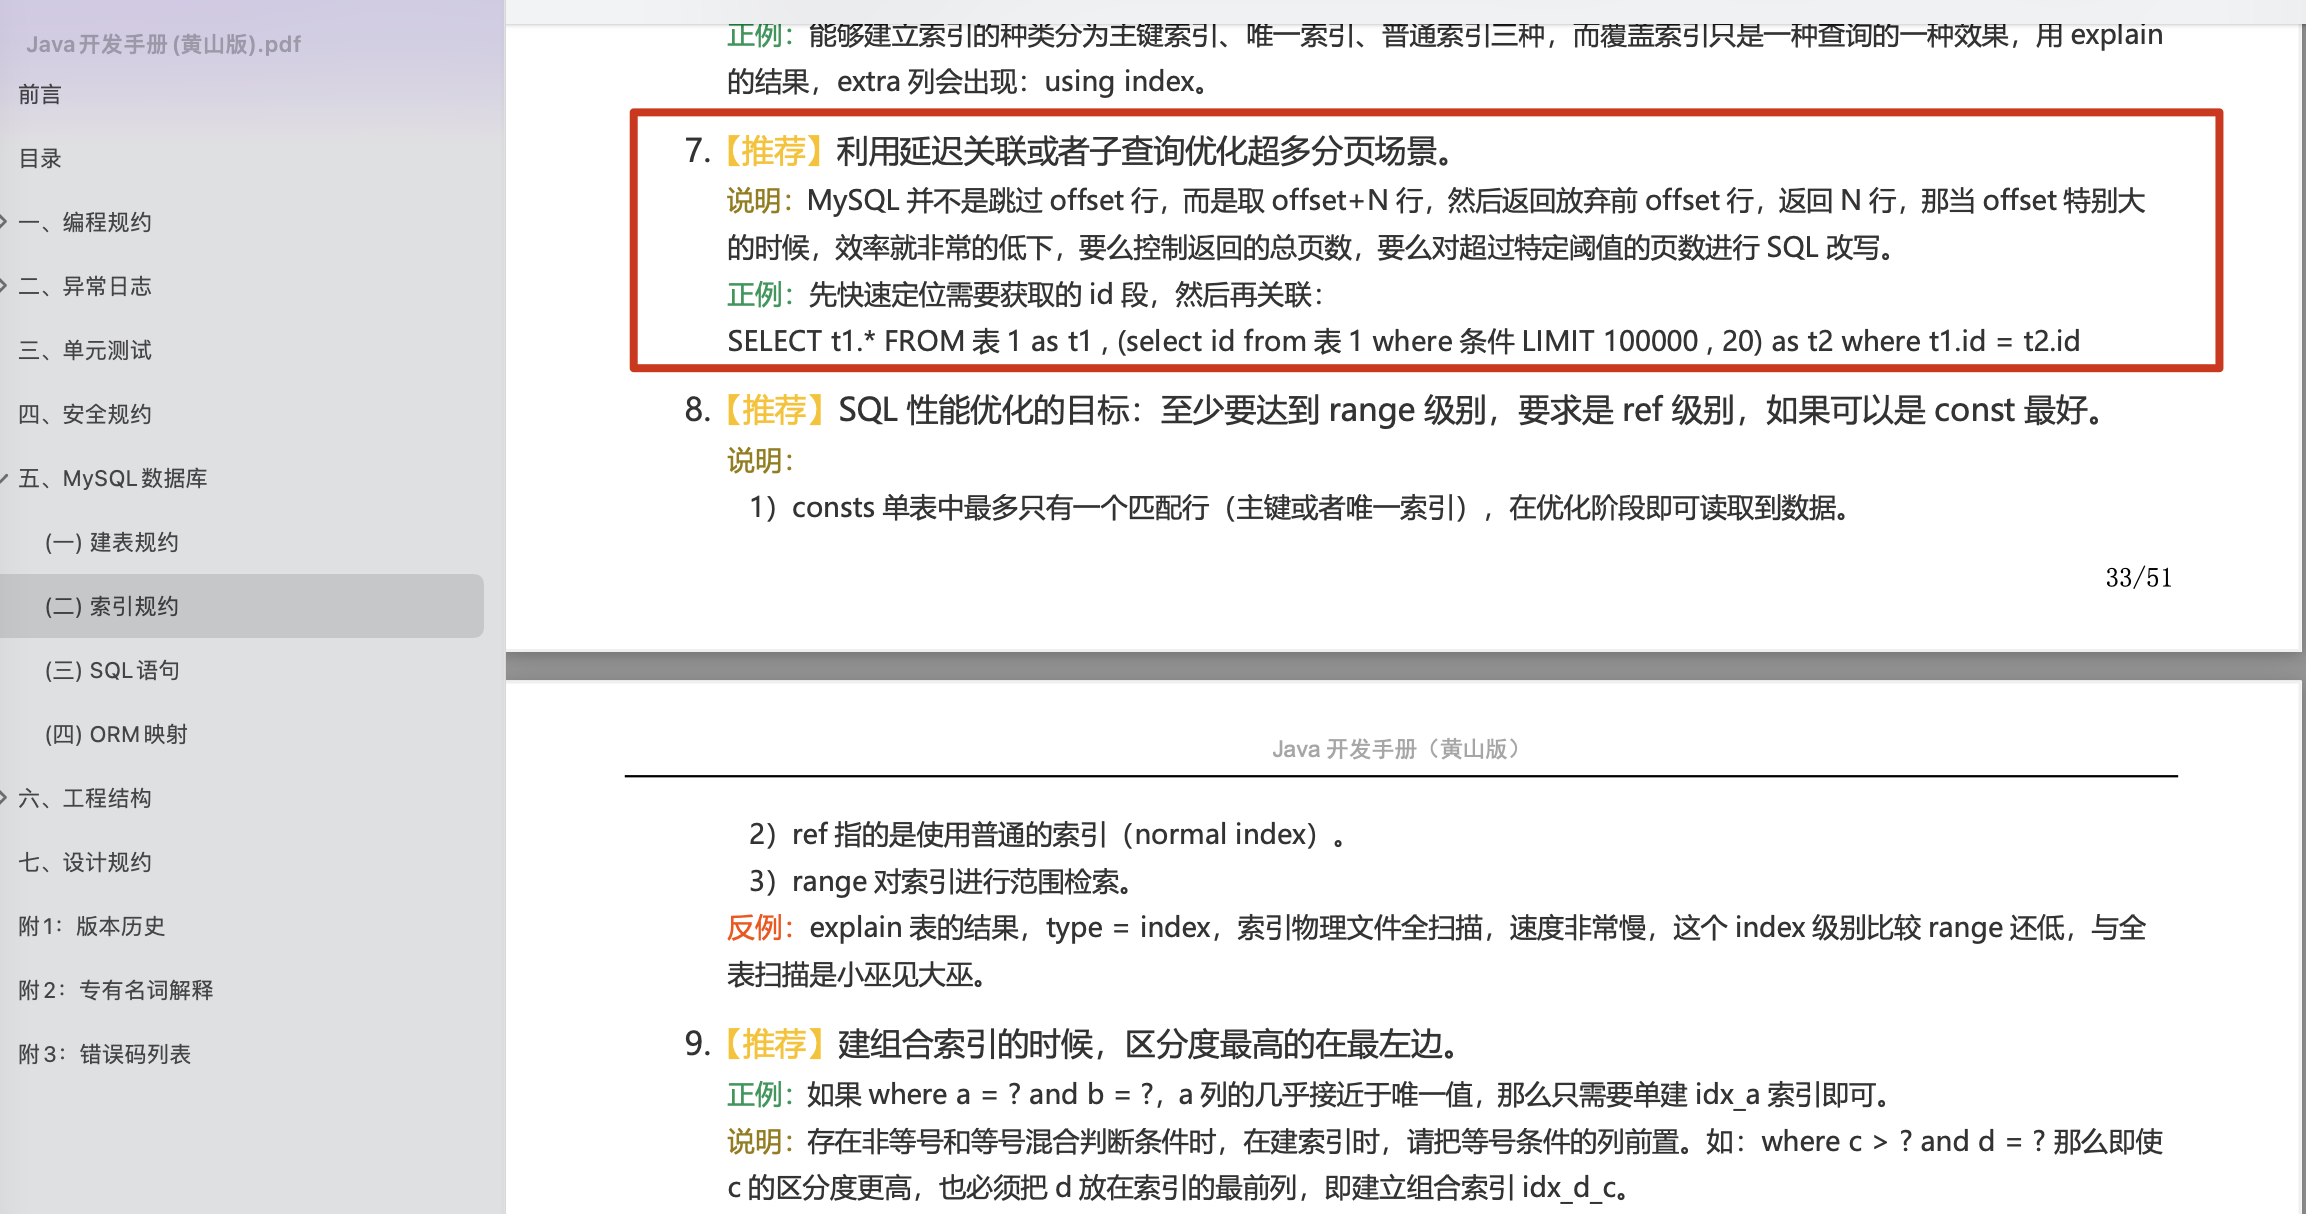 Java 开发手册 (黄山版).pdf
前言
目录
一、编程规约
二、异常日志
三、单元测试
四、安全规约
五、MySQL 数据库
(一) 建表规约
(二) 索引规约
(三) SQL 语句
(四) ORM 映射
六、工程结构
七、设计规约
附 1：版本历史
附 2：专有名词解释
附 3：错误码列表
正例：能够建立索引的种类分为主键索引、唯一索引、普通索引三种，而覆盖索引只是一种查询的一种效果，用 explain
的结果，extra 列会出现：using index。
7. 【推荐】利用延迟关联或者子查询优化超多分页场景。
说明：MySQL 并不是跳过 offset 行，而是取 offset+N 行，然后返回放弃前 offset 行，返回 N 行，那当 offset 特别大
的时候，效率就非常的低下，要么控制返回的总页数，要么对超过特定阈值的页数进行 SQL 改写。
正例：先快速定位需要获取的 id 段，然后再关联：
SELECT t1.* FROM 表 1 as t1 , (select id from 表 1 where 条件 LIMIT 100000 , 20) as t2 where t1.id = t2.id
8. 【推荐】SQL 性能优化的目标：至少要达到 range 级别，要求是 ref 级别，如果可以是 const 最好。
说明：
1）consts 单表中最多只有一个匹配行（主键或者唯一索引），在优化阶段即可读取到数据。
33/51
Java 开发手册（黄山版）
2）ref 指的是使用普通的索引（normal index）。
3）range 对索引进行范围检索。
反例：explain 表的结果，type = index，索引物理文件全扫描，速度非常慢，这个 index 级别比较 range 还低，与全
表扫描是小巫见大巫。
9. 【推荐】建组合索引的时候，区分度最高的在最左边。
正例：如果 where a = ? and b = ?，a 列的几乎接近于唯一值，那么只需要单建 idx_a 索引即可。
说明：存在非等号和等号混合判断条件时，在建索引时，请把等号条件的列前置。如：where c > ? and d = ? 那么即使
c 的区分度更高，也必须把 d 放在索引的最前列，即建立组合索引 idx_d_c。